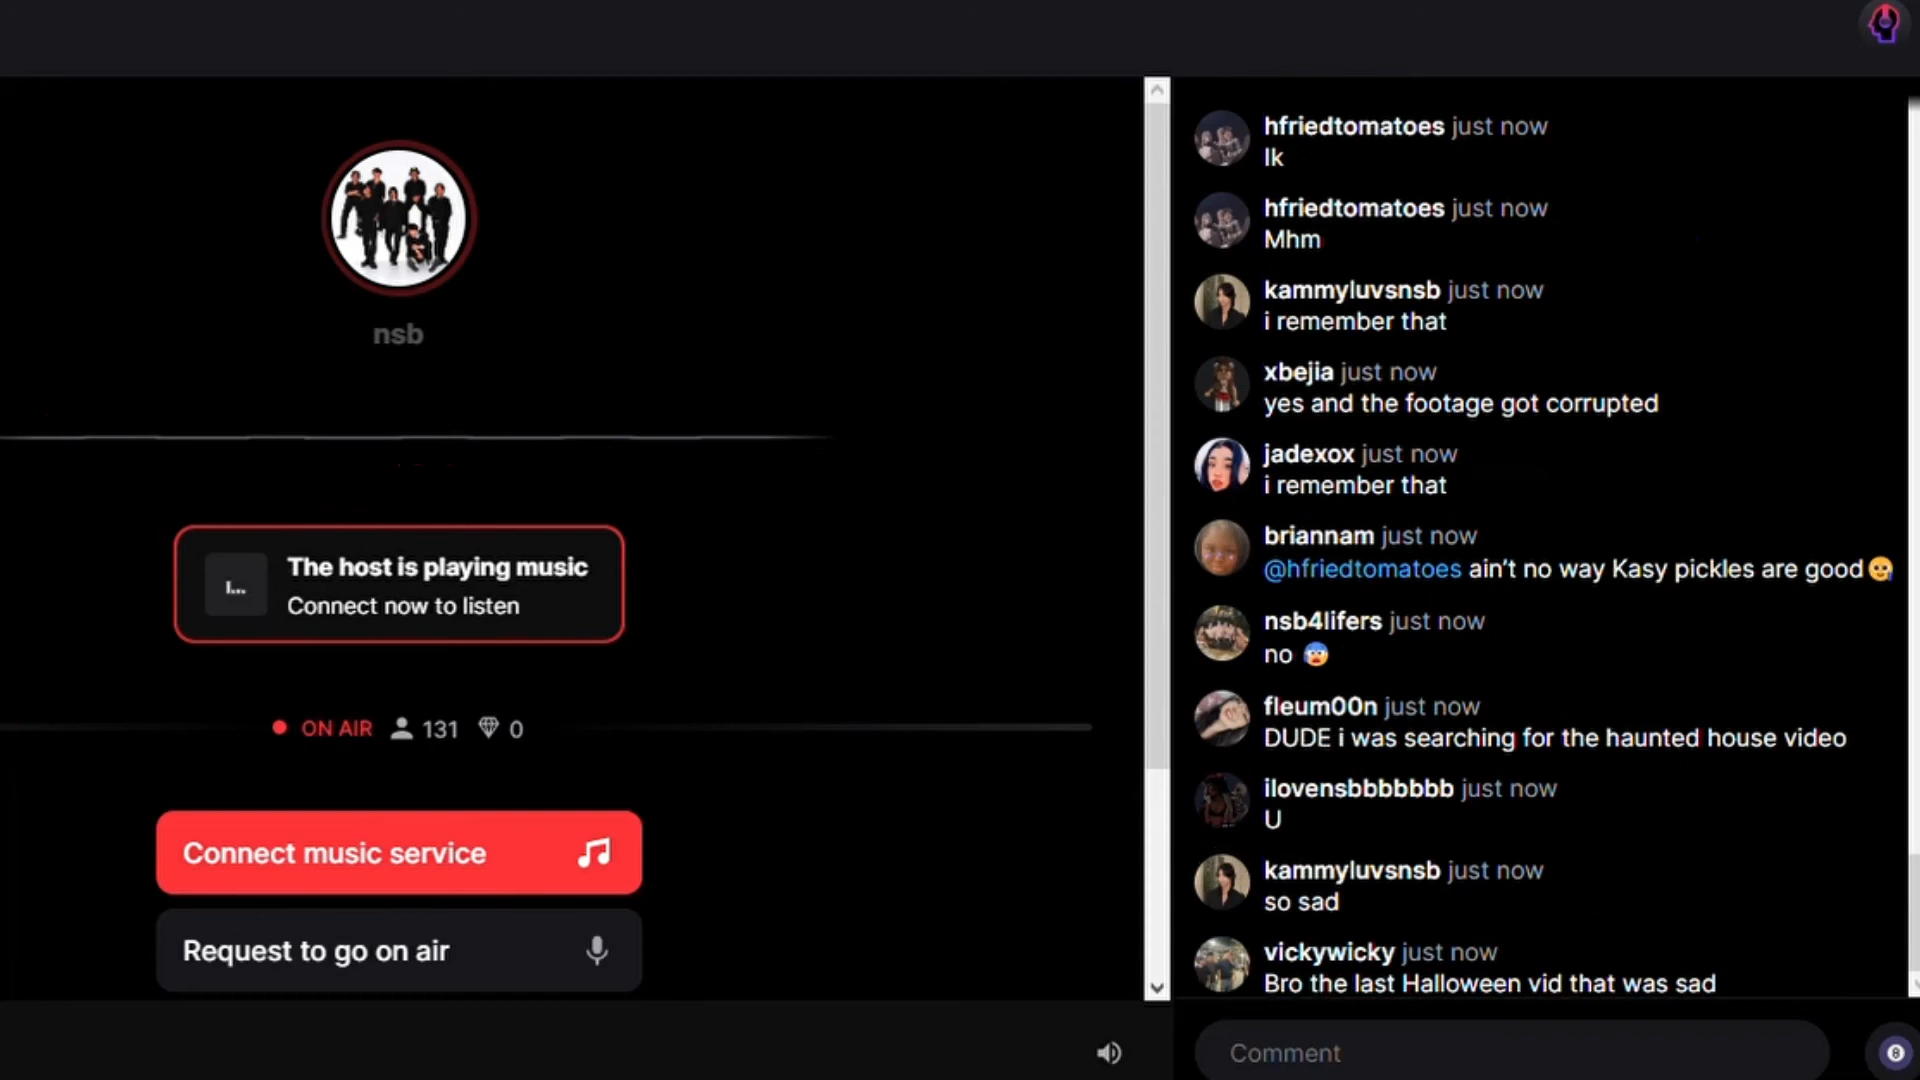 nsb
I...
The host is playing music
Connect now to listen
ON AIR 131 0
Connect music service
Request to go on air
hfriedtomatoes just now
Ik
hfriedtomatoes just now
Mhm
kammyluvsnsb just now
i remember that
xbejia just now
yes and the footage got corrupted
jadexox just now
i remember that
briannam just now
@hfriedtomatoes ain’t no way Kasy pickles are good
nsb4lifers just now
no
fleum00n just now
DUDE i was searching for the haunted house video
ilovensbbbbbbb just now
U
kammyluvsnsb just now
so sad
vickywicky just now
Bro the last Halloween vid that was sad
Comment
8